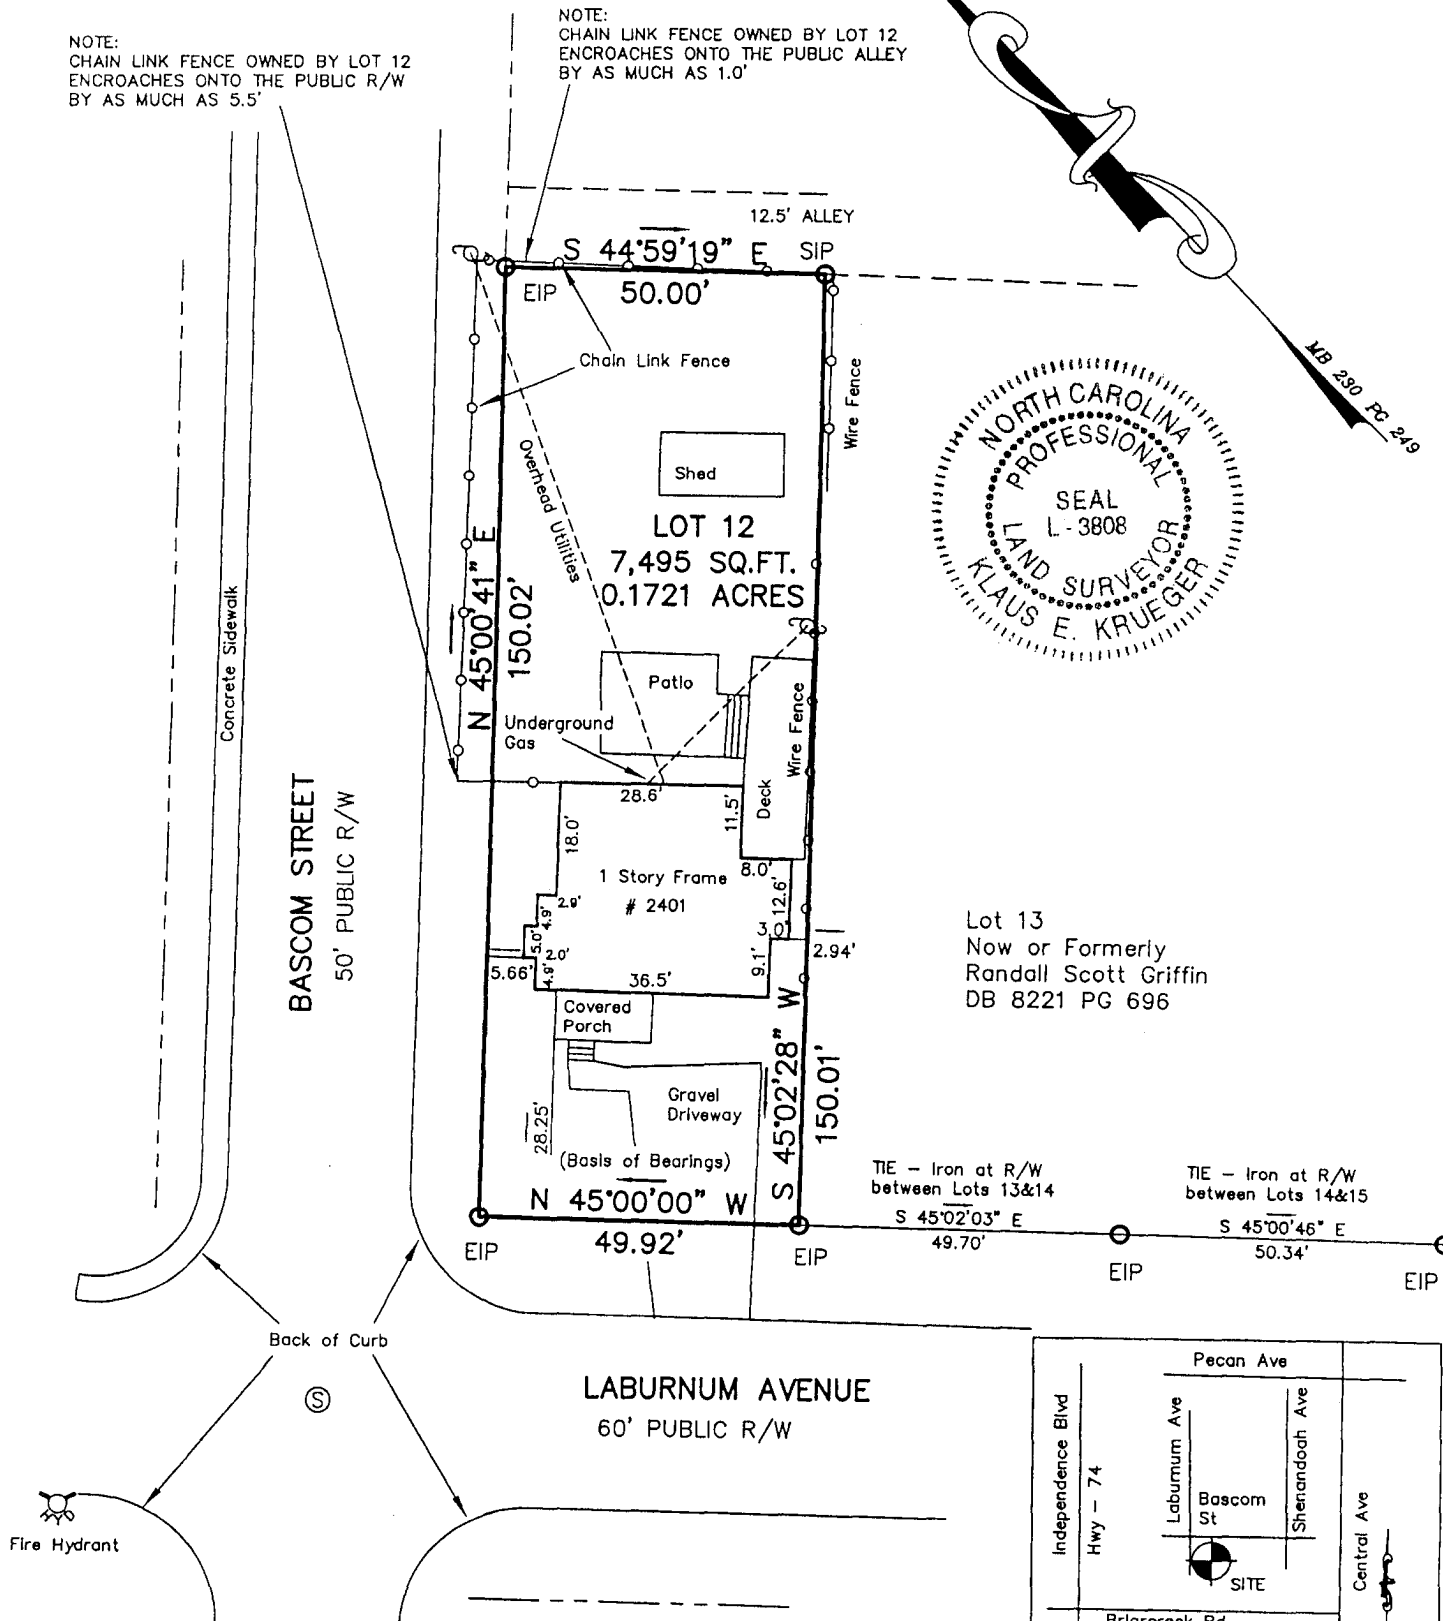 NOTE:
CHAIN LINK FENCE OWNED BY LOT 12
ENCROACHES ONTO THE PUBLIC R/W
BY AS MUCH AS 5.5'
NOTE:
CHAIN LINK FENCE OWNED BY LOT 12
ENCROACHES ONTO THE PUBLIC ALLEY
BY AS MUCH AS 1.0'
12.5' ALLEY
S 44°59'19" E
SIP
EIP
50.00'
Chain Link Fence
Wire Fence
MB 230 PG 249
NORTH CAROLINA
PROFESSIONAL
SEAL
L-3808
LAND SURVEYOR
KLAUS E. KRUEGER
Overhead Utilities
Shed
LOT 12
7,495 SQ.FT.
0.1721 ACRES
N 45°00'41" E
150.02'
Concrete Sidewalk
Patio
Underground
Gas
Wire Fence
Deck
BASCOM STREET
50' PUBLIC R/W
28.6'
11.5'
18.0'
8.0'
1 Story Frame
# 2401
12.6'
2.9'
4.9'
3.0'
5.0'
2.0'
4.9'
5.66'
36.5'
9.1'
2.94'
Lot 13
Now or Formerly
Randall Scott Griffin
DB 8221 PG 696
Covered
Porch
S 45°02'28" W
150.01'
Gravel
Driveway
28.25'
(Basis of Bearings)
N 45°00'00" W
49.92'
EIP
EIP
TIE - Iron at R/W
between Lots 13&14
S 45°02'03" E
49.70'
EIP
TIE - Iron at R/W
between Lots 14&15
S 45°00'46" E
50.34'
EIP
Back of Curb
S
LABURNUM AVENUE
60' PUBLIC R/W
Fire Hydrant
Pecan Ave
Independence Blvd
Hwy - 74
Laburnum Ave
Bascom
St
Shenandoah Ave
Central Ave
SITE
Briarcreek Rd